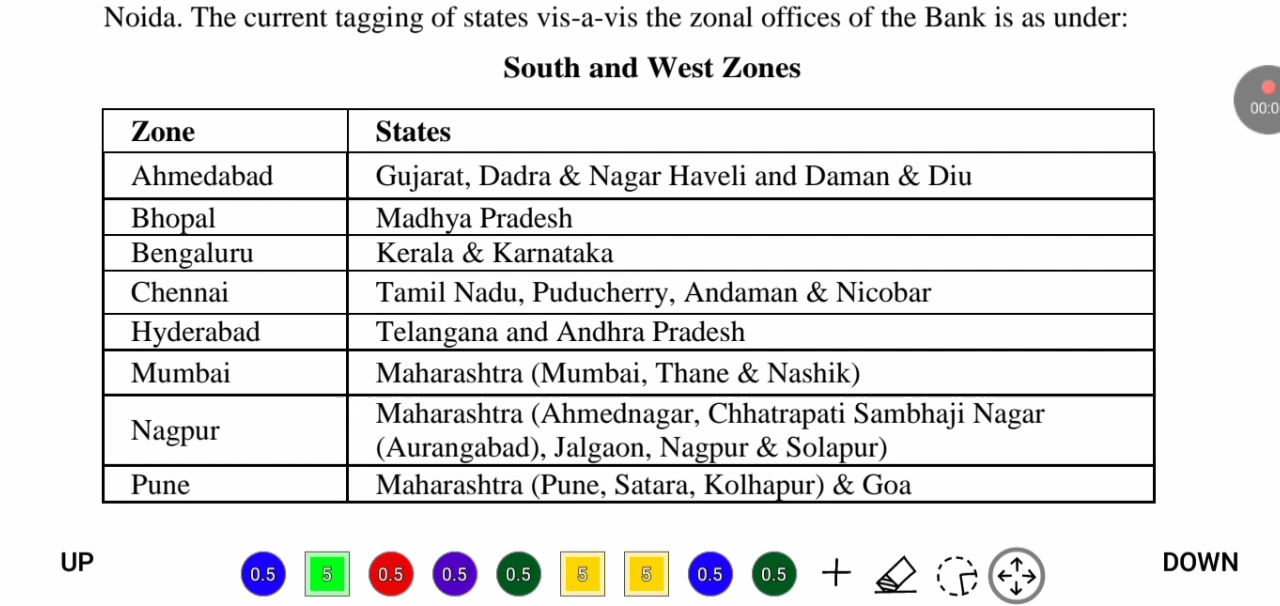 Noida. The current tagging of states vis-a-vis the zonal offices of the Bank is as under:
South and West Zones
Zone States
Ahmedabad Gujarat, Dadra & Nagar Haveli and Daman & Diu
Bhopal Madhya Pradesh
Bengaluru Kerala & Karnataka
Chennai Tamil Nadu, Puducherry, Andaman & Nicobar
Hyderabad Telangana and Andhra Pradesh
Mumbai Maharashtra (Mumbai, Thane & Nashik)
Nagpur Maharashtra (Ahmednagar, Chhatrapati Sambhaji Nagar
(Aurangabad), Jalgaon, Nagpur & Solapur)
Pune Maharashtra (Pune, Satara, Kolhapur) & Goa
00:0
UP 0.5 5 0.5 0.5 0.5 5 5 0.5 0.5 DOWN